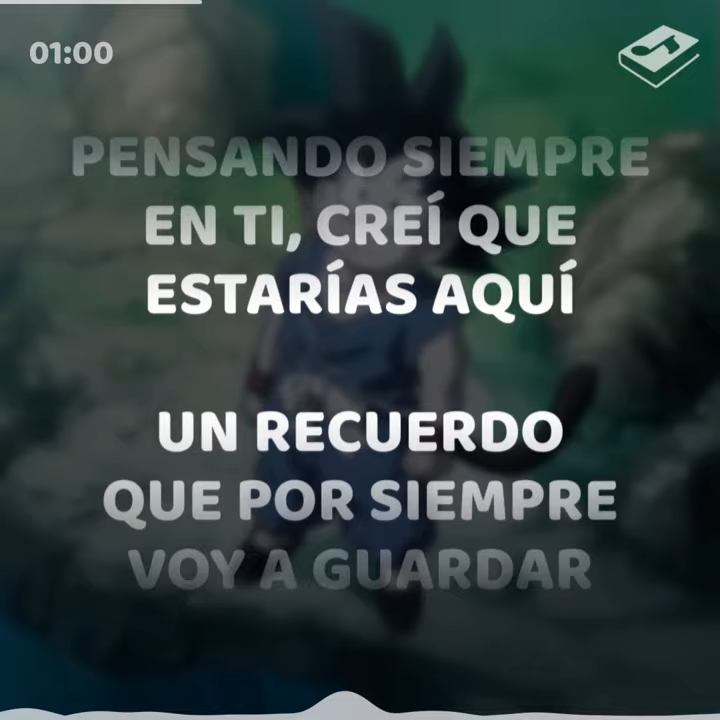 01:00
PENSANDO SIEMPRE
EN TI, CREÍ QUE
ESTARÍAS AQUÍ
UN RECUERDO
QUE POR SIEMPRE
VOY A GUARDAR